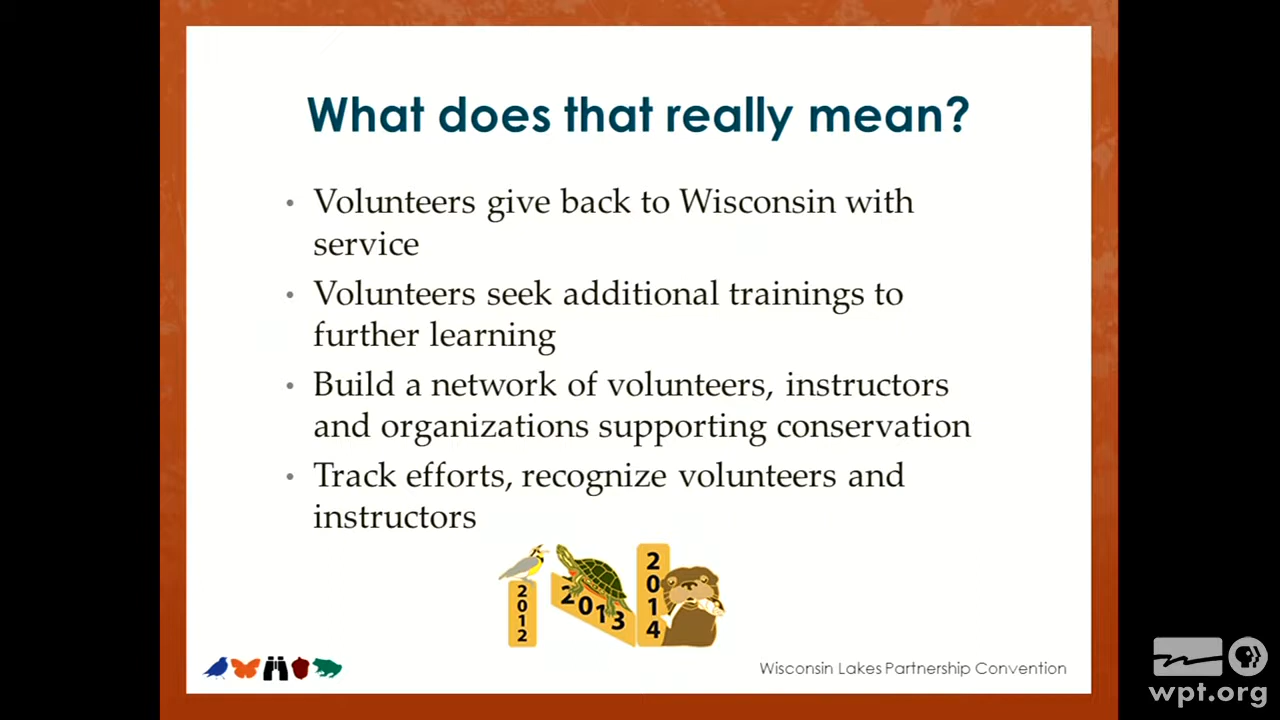 What does that really mean?
• Volunteers give back to Wisconsin with
service
• Volunteers seek additional trainings to
further learning
• Build a network of volunteers, instructors
and organizations supporting conservation
• Track efforts, recognize volunteers and
instructors
2012
2013
2014
Wisconsin Lakes Partnership Convention
wpt.org